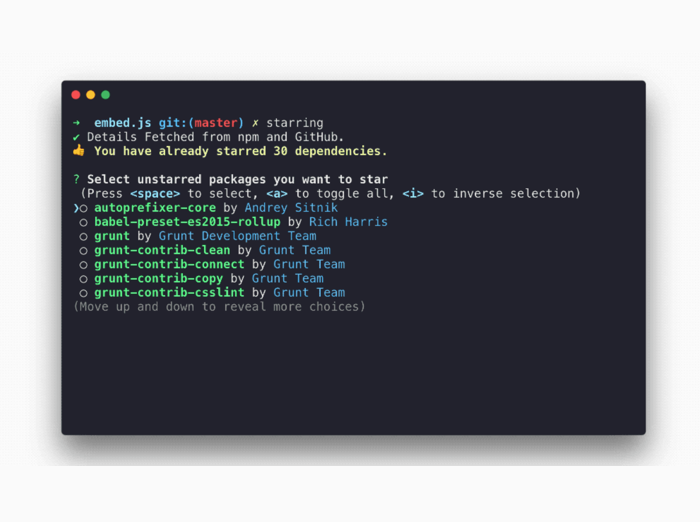 ➜ embed.js git:(master) ✗ starring
✔ Details Fetched from npm and GitHub.
👍 You have already starred 30 dependencies.
? Select unstarred packages you want to star
(Press <space> to select, <a> to toggle all, <i> to inverse selection)
❯◯ autoprefixer-core by Andrey Sitnik
◯ babel-preset-es2015-rollup by Rich Harris
◯ grunt by Grunt Development Team
◯ grunt-contrib-clean by Grunt Team
◯ grunt-contrib-connect by Grunt Team
◯ grunt-contrib-copy by Grunt Team
◯ grunt-contrib-csslint by Grunt Team
(Move up and down to reveal more choices)